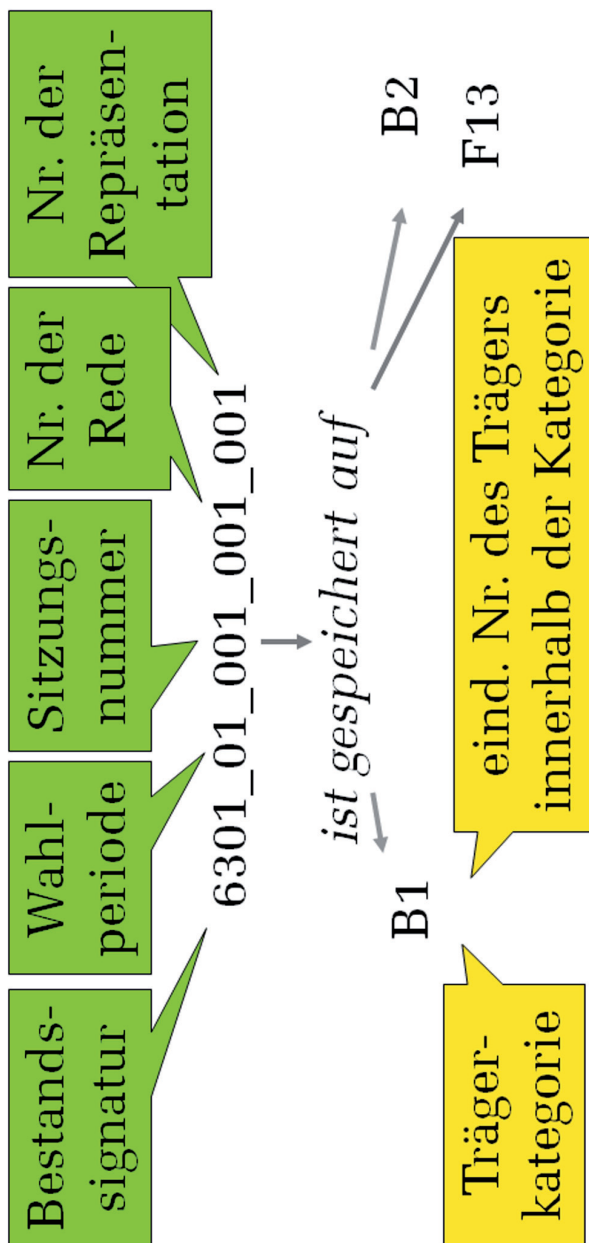 Bestands-
signatur
Wahl-
periode
Sitzungs-
nummer
Nr. der
Rede
Nr. der
Repräsen-
tation
6301_01_001_001_001
ist gespeichert auf
B1
B2
F13
Träger-
kategorie
eind. Nr. des Trägers
innerhalb der Kategorie